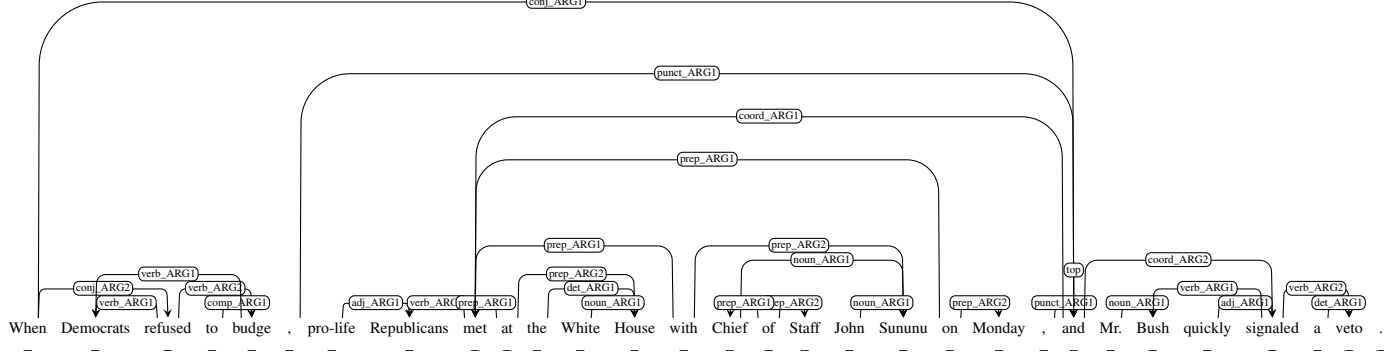 conj_ARG1
punct_ARG1
coord_ARG1
prep_ARG1
prep_ARG1 prep_ARG2
noun_ARG1 coord_ARG2
verb_ARG1 prep_ARG2 top
conj_ARG2 verb_ARG2 det_ARG1 verb_ARG1 verb_ARG2
verb_ARG1 comp_ARG1 adj_ARG1 verb_ARG prep_ARG1 noun_ARG1 prep_ARG1 ep_ARG2 noun_ARG1 prep_ARG2 punct_ARG1 noun_ARG1 adj_ARG1 det_ARG1
When Democrats refused to budge , pro-life Republicans met at the White House with Chief of Staff John Sununu on Monday , and Mr. Bush quickly signaled a veto .